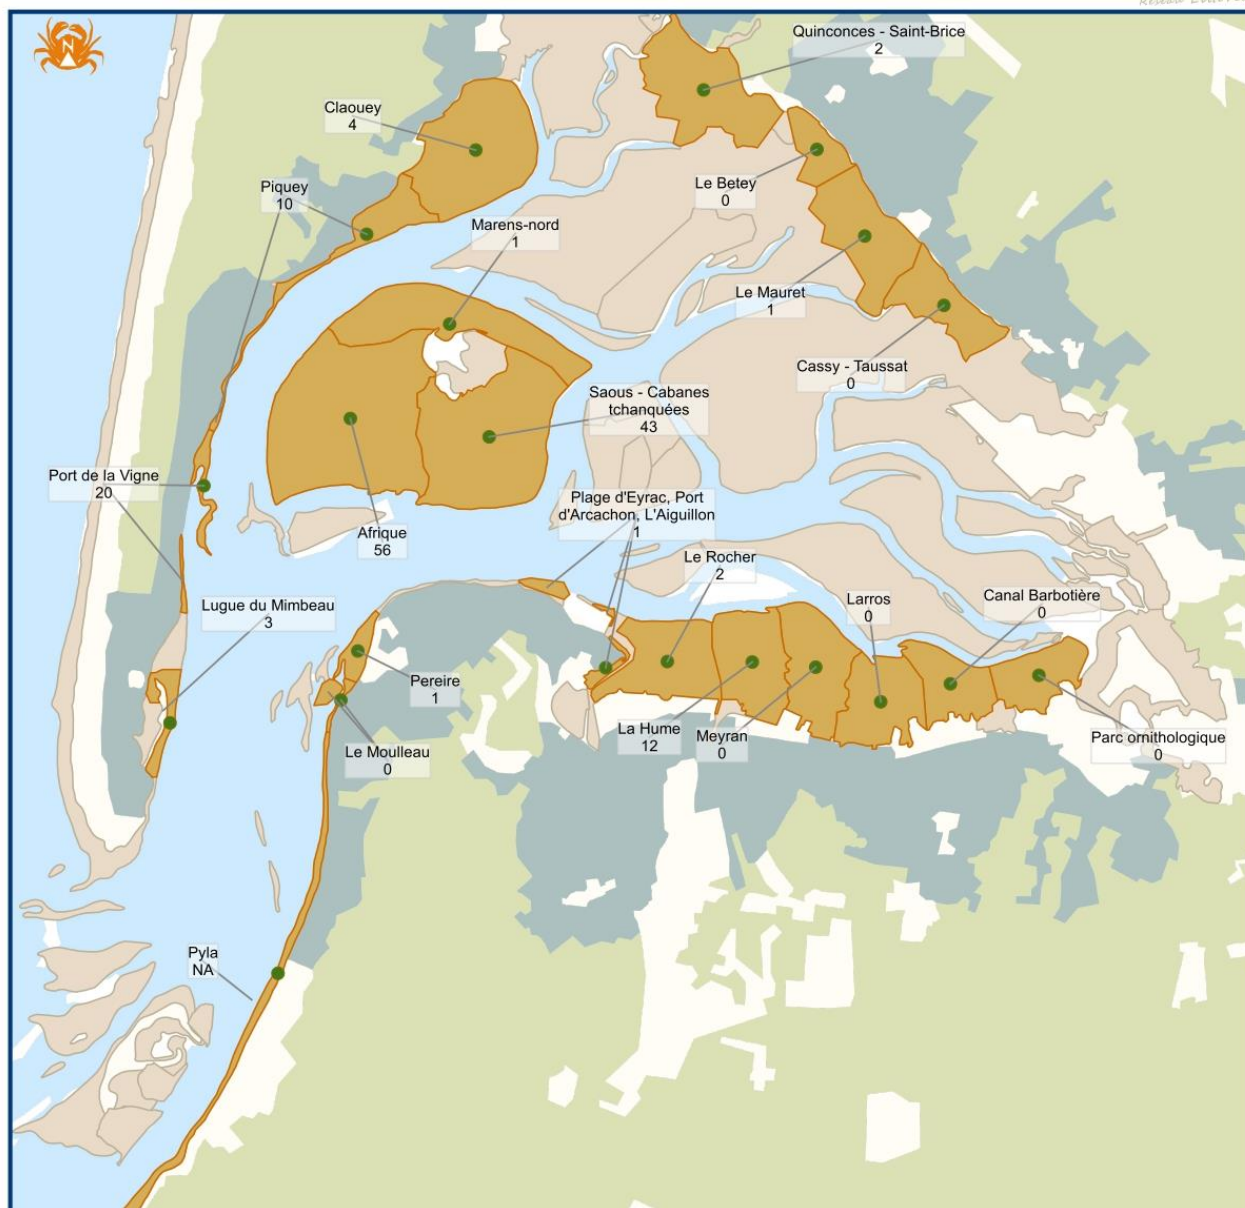 N
Quinconces - Saint-Brice
2
Claouey
4
Le Betey
0
Piquey
10
Marens-nord
1
Le Mauret
1
Cassy - Taussat
0
Saous - Cabanes
tchanquées
43
Port de la Vigne
20
Plage d'Eyrac, Port
d'Arcachon, L'Aiguillon
1
Afrique
56
Le Rocher
2
Lugue du Mimbeau
3
Larros
0
Canal Barbotière
0
Pereire
1
La Hume
12
Meyran
0
Parc ornithologique
0
Le Moulleau
0
Pyla
NA